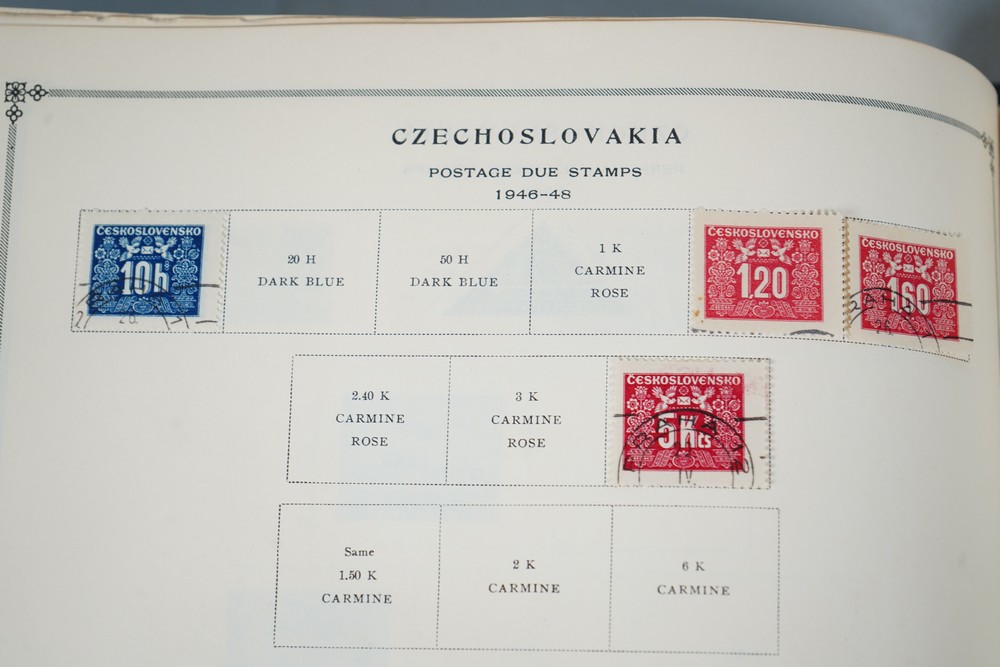 CZECHOSLOVAKIA
POSTAGE DUE STAMPS
1946-48
ČESKOSLOVENSKO
10h
20 H
DARK BLUE
50 H
DARK BLUE
1 K
CARMINE
ROSE
ČESKOSLOVENSKO
1.20
ČESKOSLOVENSKO
1.60
2.40 K
CARMINE
ROSE
3 K
CARMINE
ROSE
ČESKOSLOVENSKO
5 Kčs
Same
1.50 K
CARMINE
2 K
CARMINE
6 K
CARMINE